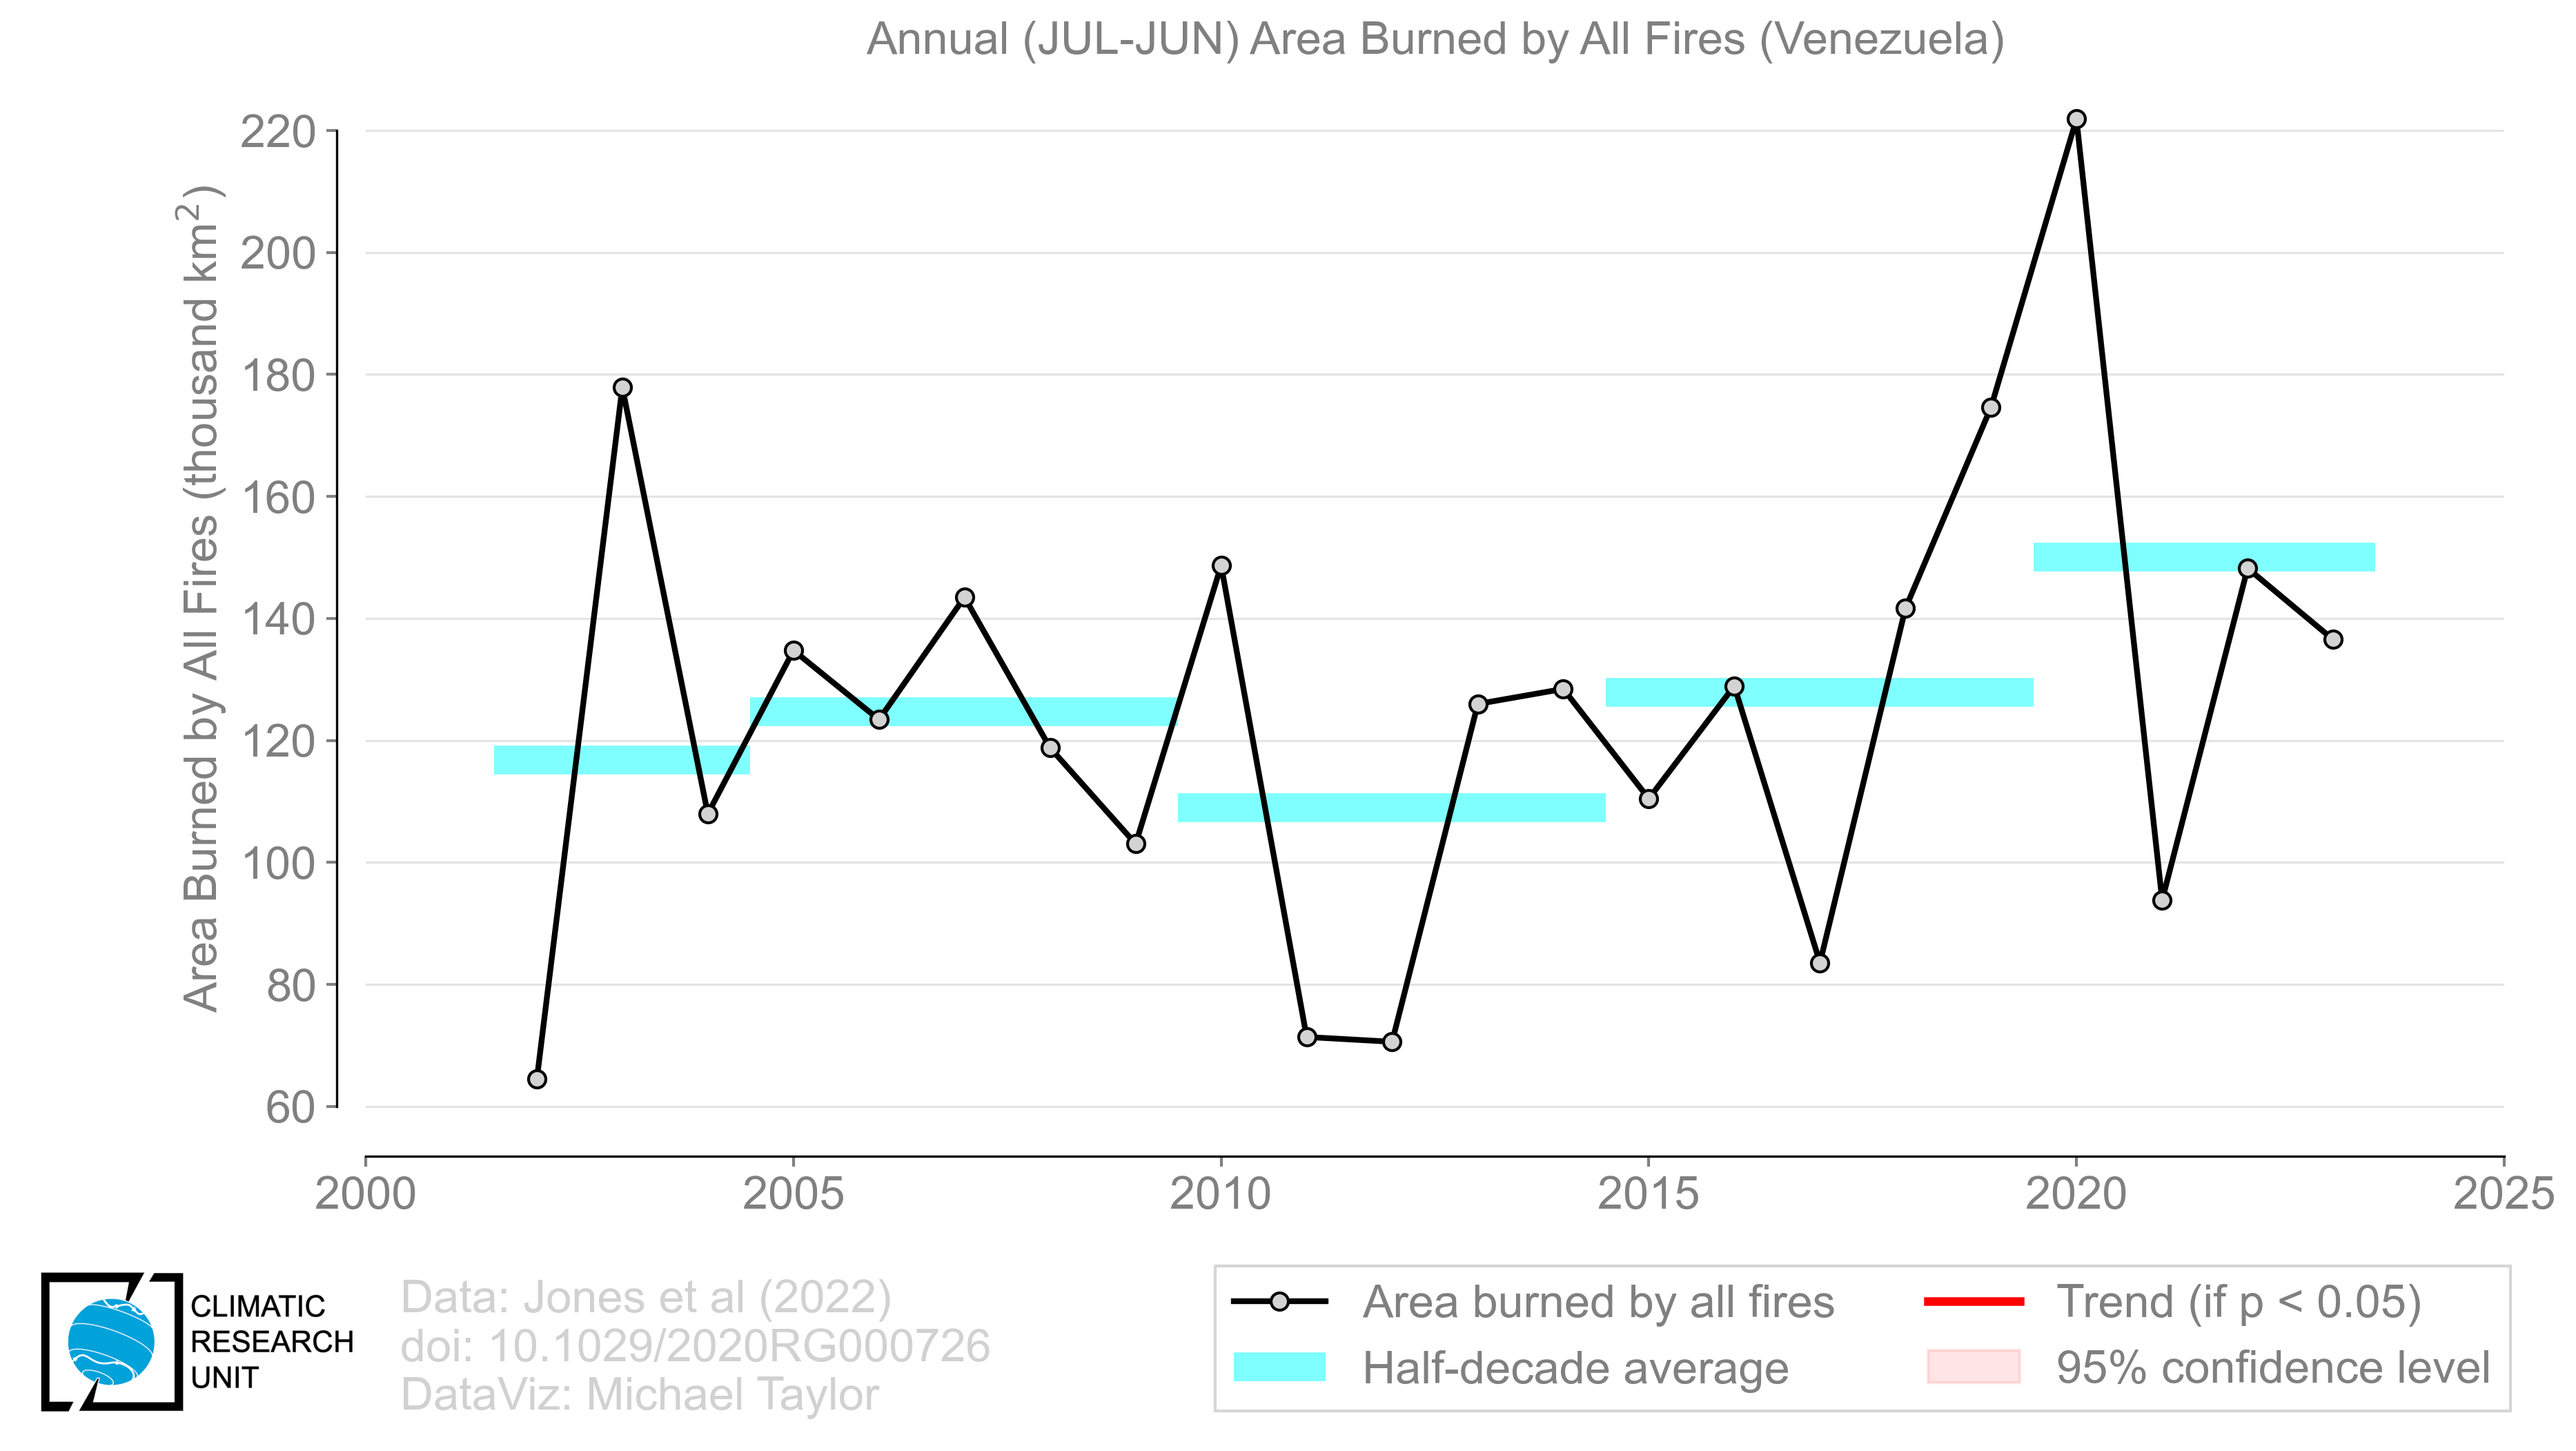 Annual (JUL-JUN) Area Burned by All Fires (Venezuela)
Area Burned by All Fires (thousand km²)
220
200
180
160
140
120
100
80
60
2000 2005 2010 2015 2020 2025
CLIMATIC
RESEARCH
UNIT
Data: Jones et al (2022)
doi: 10.1029/2020RG000726
DataViz: Michael Taylor
Area burned by all fires
Half-decade average
Trend (if p < 0.05)
95% confidence level